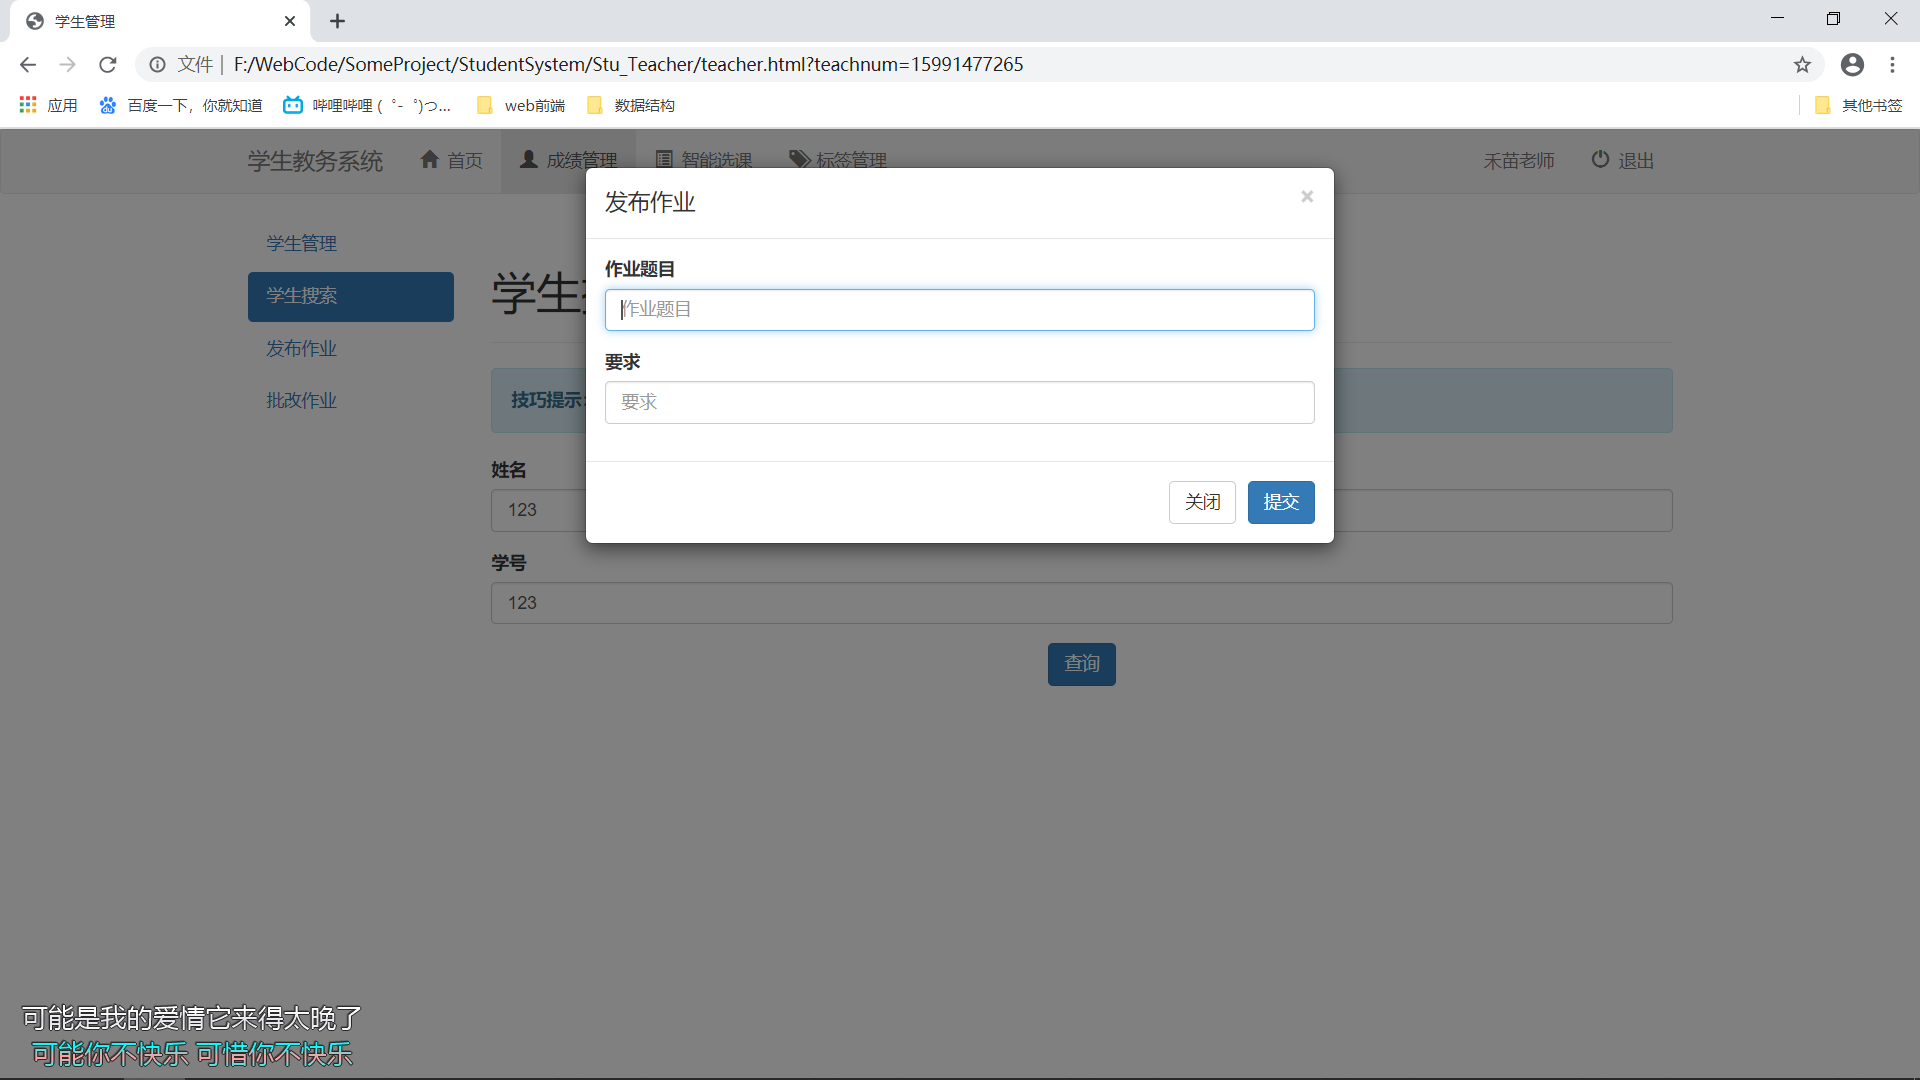 学生管理
文件 | F:/WebCode/SomeProject/StudentSystem/Stu_Teacher/teacher.html?teachnum=15991477265
应用 百度一下，你就知道 哔哩哔哩 ( ゜- ゜)つ... web前端 数据结构 其他书签
学生教务系统 首页 成绩管理 智能选课 标签管理 禾苗老师 退出
发布作业 ×
学生管理
作业题目
学生搜索
学生
作业题目
发布作业
要求
批改作业
技巧提示:
要求
姓名
123
关闭 提交
学号
123
查询
可能是我的爱情它来得太晚了
可能你不快乐 可惜你不快乐